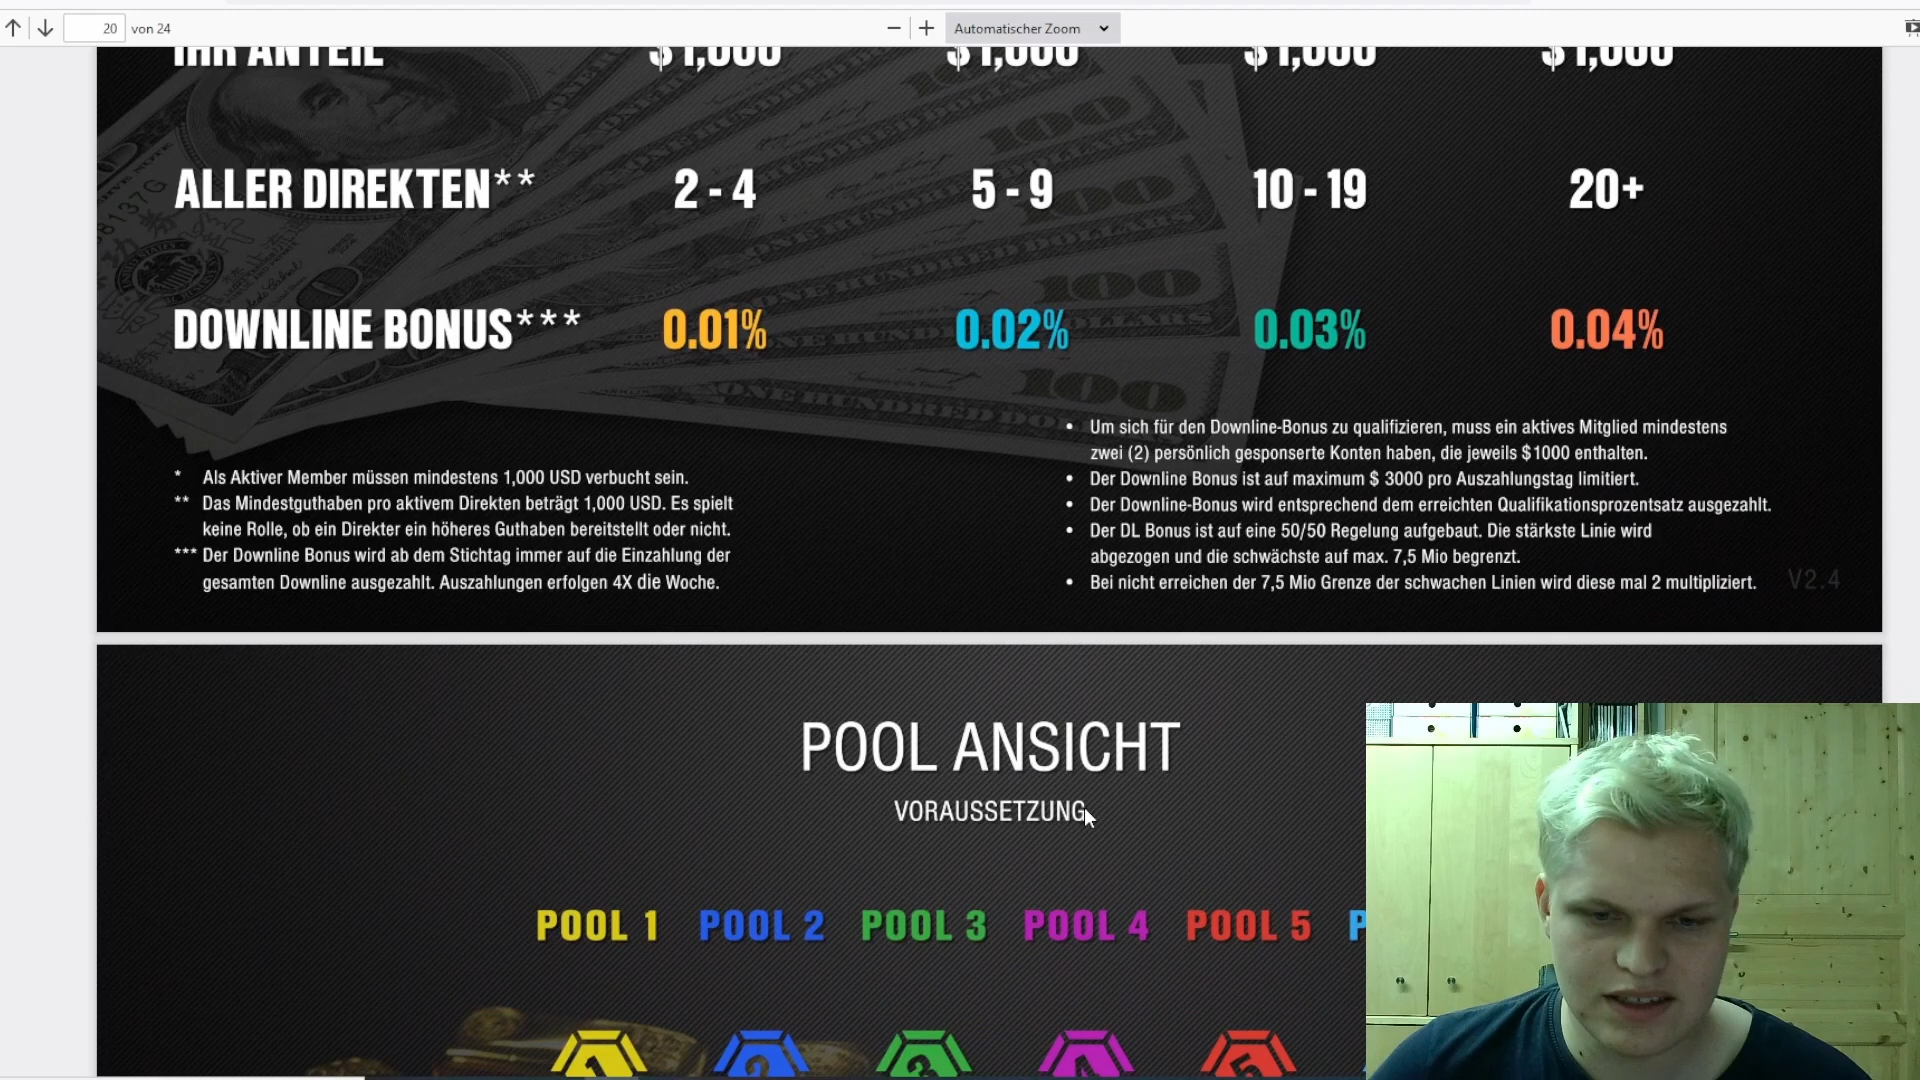 20 von 24
Automatischer Zoom
IHR ANTEIL $1,000 $1,000 $1,000 $1,000
ALLER DIREKTEN** 2 - 4 5 - 9 10 - 19 20+
DOWNLINE BONUS*** 0.01% 0.02% 0.03% 0.04%
* Als Aktiver Member müssen mindestens 1,000 USD verbucht sein.
** Das Mindestguthaben pro aktivem Direkten beträgt 1,000 USD. Es spielt
keine Rolle, ob ein Direkter ein höheres Guthaben bereitstellt oder nicht.
*** Der Downline Bonus wird ab dem Stichtag immer auf die Einzahlung der
gesamten Downline ausgezahlt. Auszahlungen erfolgen 4X die Woche.
• Um sich für den Downline-Bonus zu qualifizieren, muss ein aktives Mitglied mindestens
zwei (2) persönlich gesponserte Konten haben, die jeweils $1000 enthalten.
• Der Downline Bonus ist auf maximum $ 3000 pro Auszahlungstag limitiert.
• Der Downline-Bonus wird entsprechend dem erreichten Qualifikationsprozentsatz ausgezahlt.
• Der DL Bonus ist auf eine 50/50 Regelung aufgebaut. Die stärkste Linie wird
abgezogen und die schwächste auf max. 7,5 Mio begrenzt.
• Bei nicht erreichen der 7,5 Mio Grenze der schwachen Linien wird diese mal 2 multipliziert.
V2.4
POOL ANSICHT
VORAUSSETZUNG
POOL 1 POOL 2 POOL 3 POOL 4 POOL 5 P
1 2 3 4 5